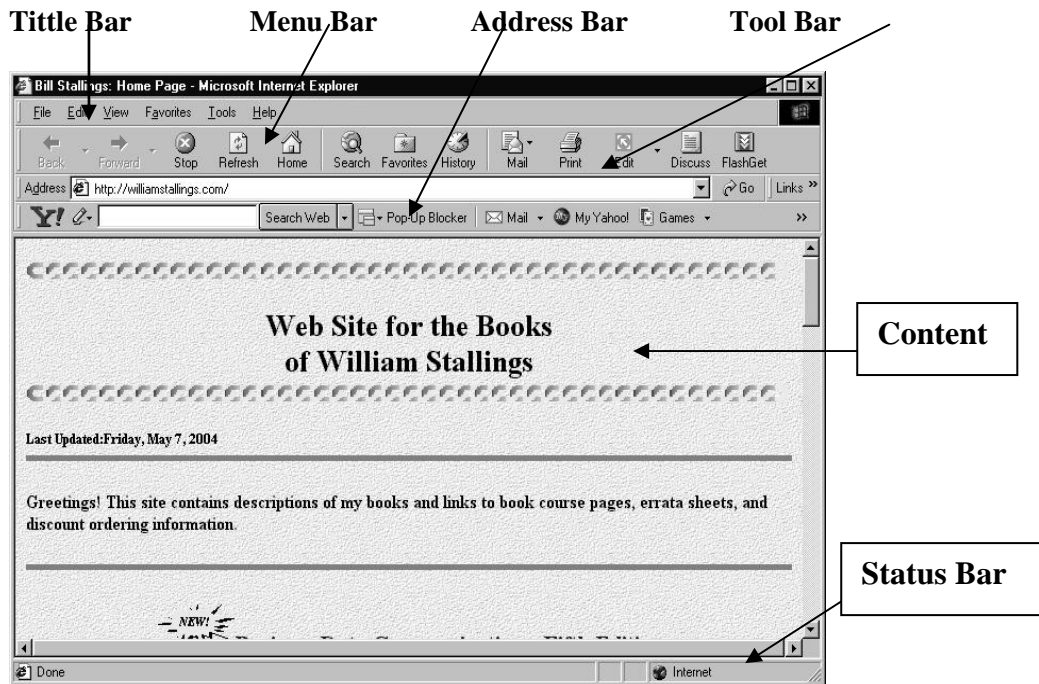 Tittle Bar Menu Bar Address Bar Tool Bar
Bill Stallings: Home Page - Microsoft Internet Explorer
File Edit View Favorites Tools Help
Back Forward Stop Refresh Home Search Favorites History Mail Print Edit Discuss FlashGet
Address http://williamstallings.com/ Go Links »
Y! Search Web Pop-Up Blocker Mail My Yahoo! Games »
Web Site for the Books
of William Stallings
Content
Last Updated:Friday, May 7, 2004
Greetings! This site contains descriptions of my books and links to book course pages, errata sheets, and
discount ordering information.
Status Bar
NEW!
Done Internet